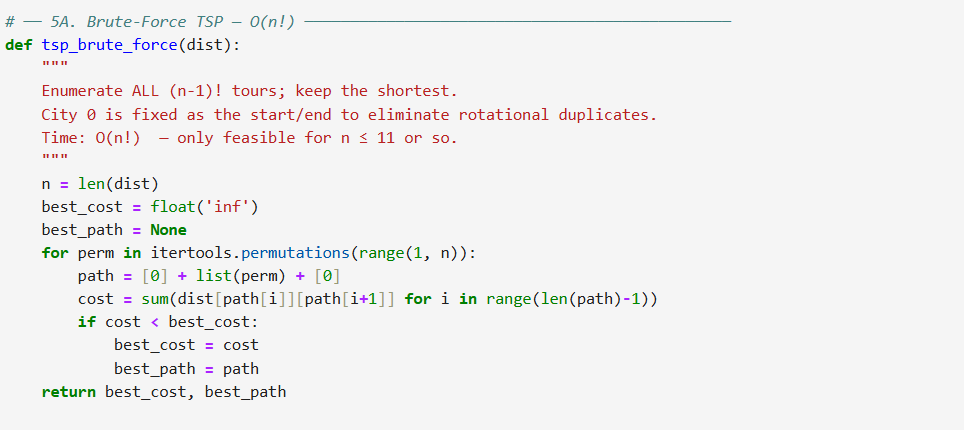 # — 5A. Brute-Force TSP — O(n!) ————————————————————————
def tsp_brute_force(dist):
    """
    Enumerate ALL (n-1)! tours; keep the shortest.
    City 0 is fixed as the start/end to eliminate rotational duplicates.
    Time: O(n!)  — only feasible for n ≤ 11 or so.
    """
    n = len(dist)
    best_cost = float('inf')
    best_path = None
    for perm in itertools.permutations(range(1, n)):
        path = [0] + list(perm) + [0]
        cost = sum(dist[path[i]][path[i+1]] for i in range(len(path)-1))
        if cost < best_cost:
            best_cost = cost
            best_path = path
    return best_cost, best_path